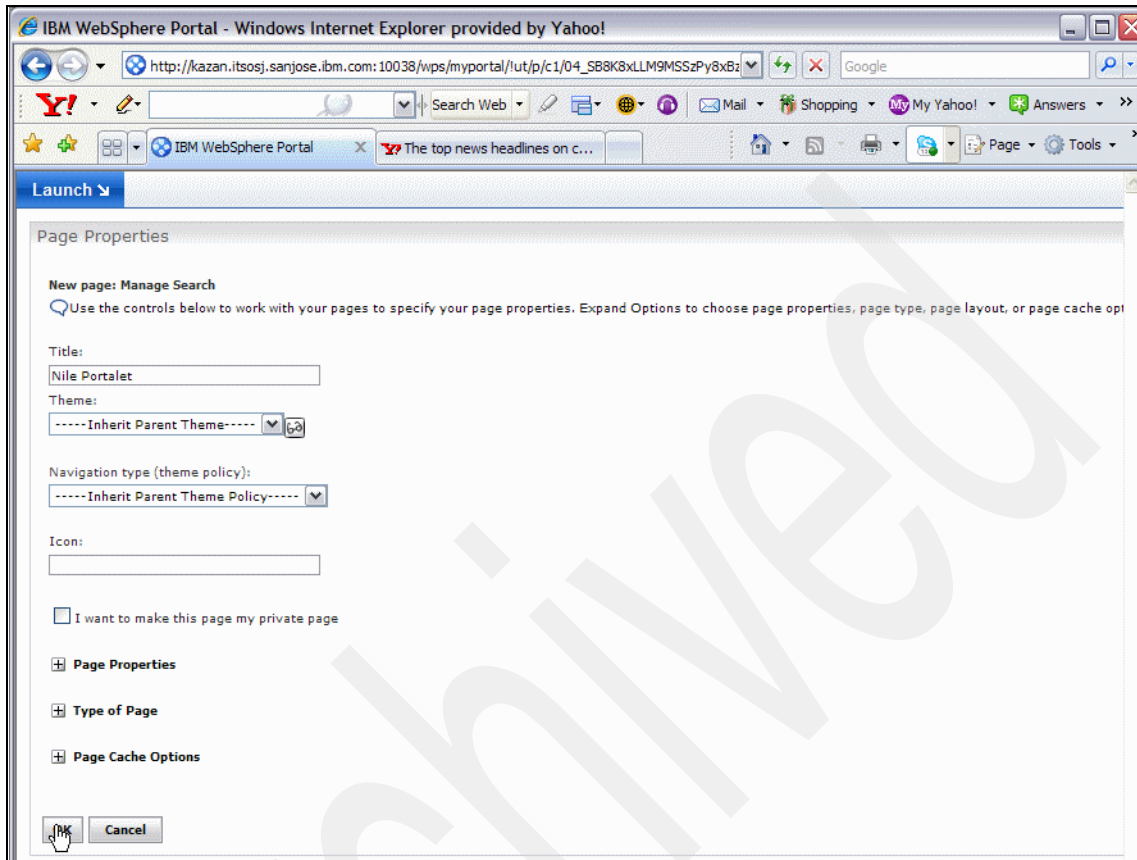 IBM WebSphere Portal - Windows Internet Explorer provided by Yahoo!
http://kazan.itsosj.sanjose.ibm.com:10038/wps/myportal/!ut/p/c1/04_SB8K8xLLM9MSSzPy8xBz
Google
Y! Search Web Mail Shopping My Yahoo! Answers >>
IBM WebSphere Portal X Y? The top news headlines on c... Page Tools
Launch
Page Properties
New page: Manage Search
Use the controls below to work with your pages to specify your page properties. Expand Options to choose page properties, page type, page layout, or page cache opt
Title:
Nile Portalet
Theme:
-----Inherit Parent Theme-----
Navigation type (theme policy):
-----Inherit Parent Theme Policy-----
Icon:
I want to make this page my private page
Page Properties
Type of Page
Page Cache Options
Cancel
chived